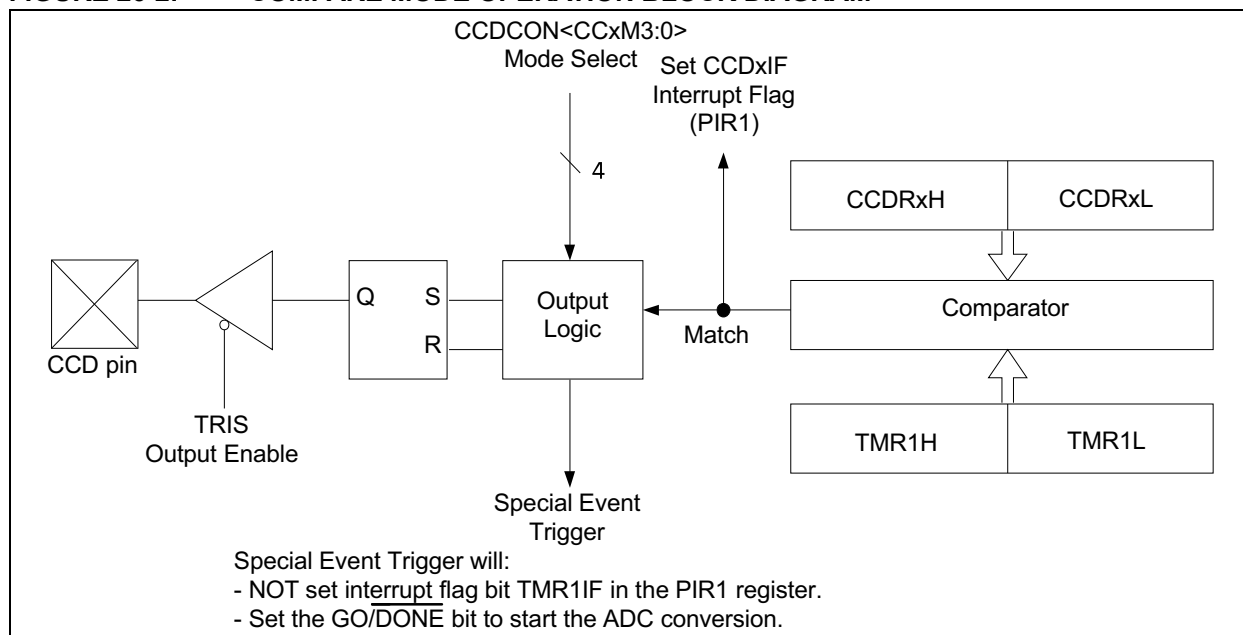 CCDCON<CCxM3:0>
Mode Select
Set CCDxIF
Interrupt Flag
(PIR1)
4
CCDRxH
CCDRxL
Q
S
R
Output
Logic
Match
Comparator
CCD pin
TRIS
Output Enable
TMR1H
TMR1L
Special Event
Trigger
Special Event Trigger will:
- NOT set interrupt flag bit TMR1IF in the PIR1 register.
- Set the GO/DONE bit to start the ADC conversion.